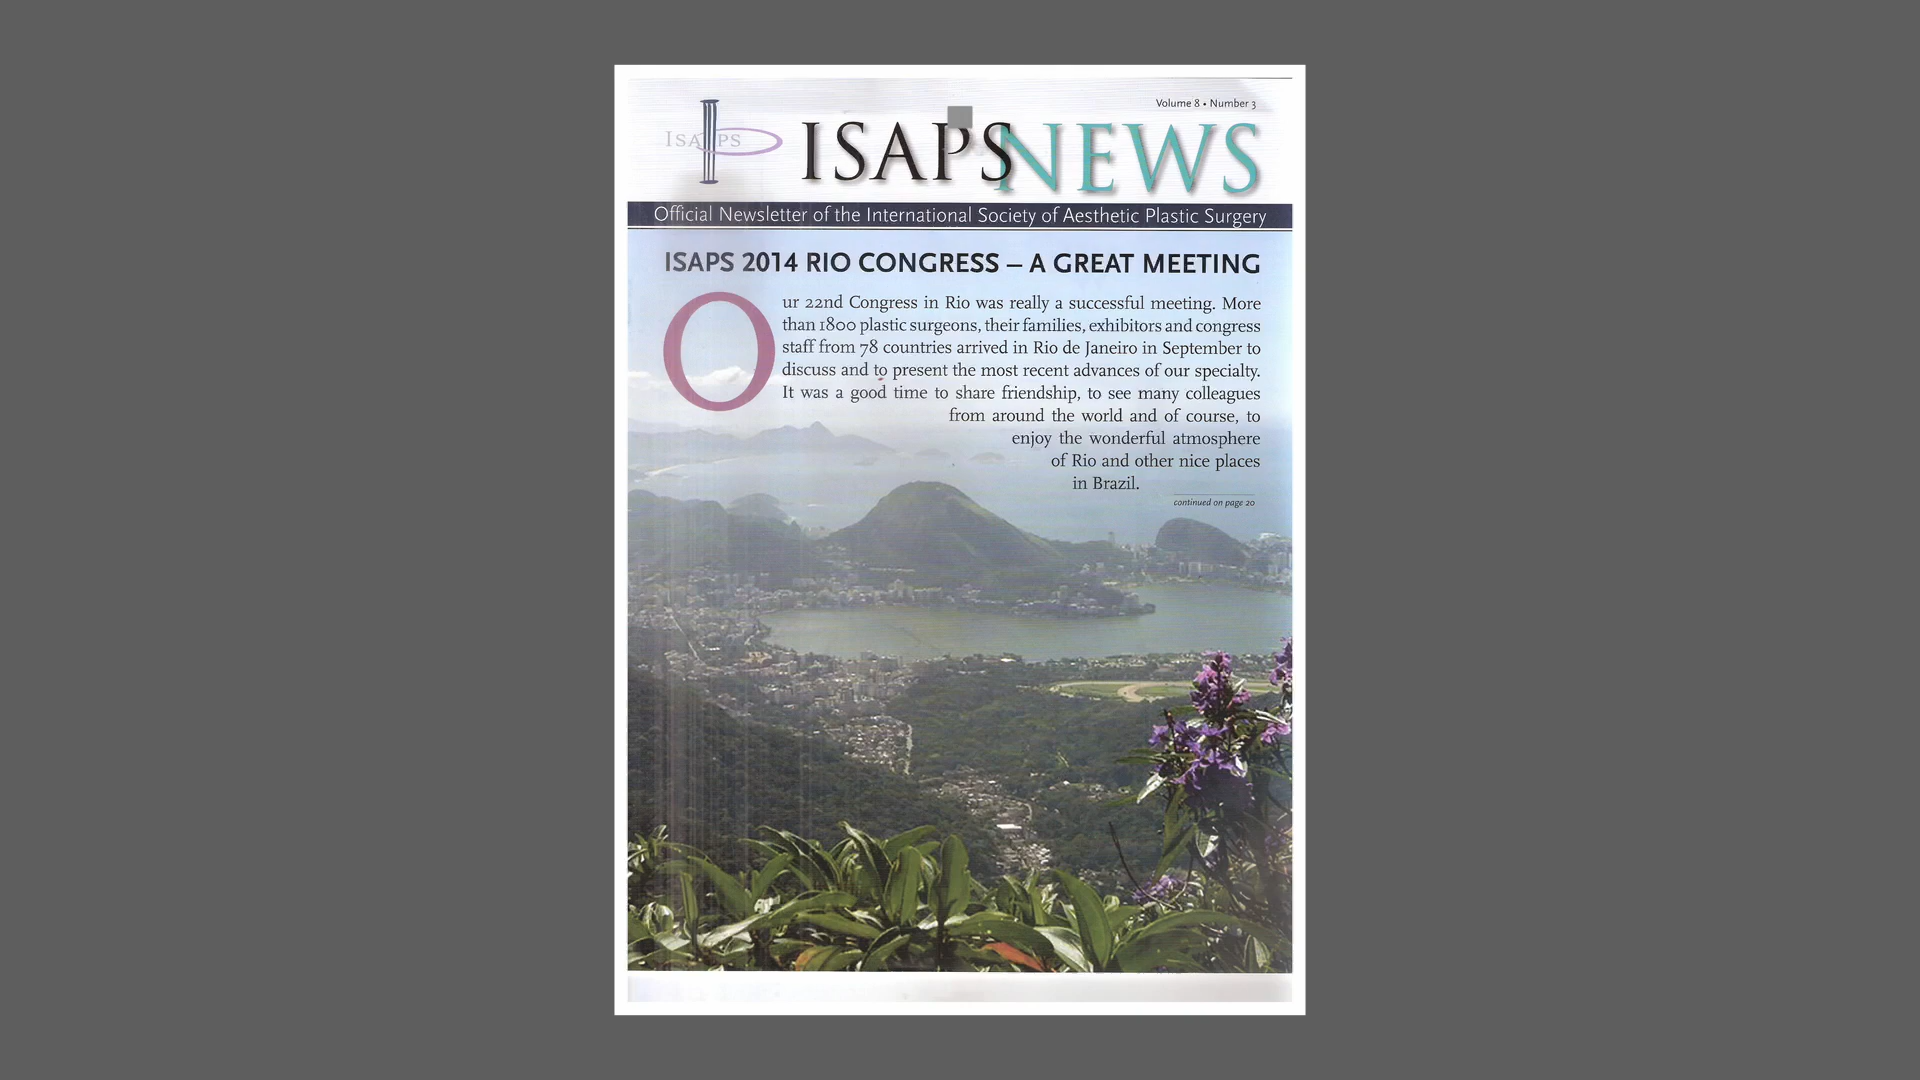 Volume 8 • Number 3
ISAPS
ISAPSNEWS
Official Newsletter of the International Society of Aesthetic Plastic Surgery
ISAPS 2014 RIO CONGRESS – A GREAT MEETING
Our 22nd Congress in Rio was really a successful meeting. More
than 1800 plastic surgeons, their families, exhibitors and congress
staff from 78 countries arrived in Rio de Janeiro in September to
discuss and to present the most recent advances of our specialty.
It was a good time to share friendship, to see many colleagues
from around the world and of course, to
enjoy the wonderful atmosphere
of Rio and other nice places
in Brazil.
continued on page 20